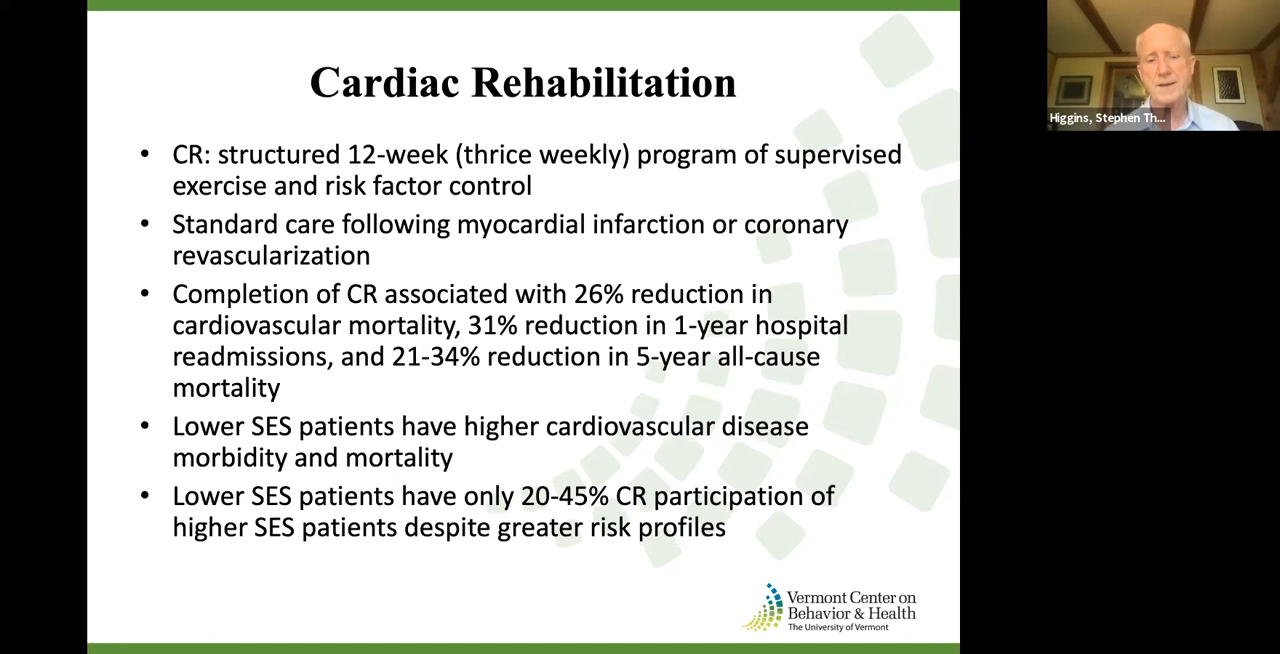 Cardiac Rehabilitation
• CR: structured 12-week (thrice weekly) program of supervised
exercise and risk factor control
• Standard care following myocardial infarction or coronary
revascularization
• Completion of CR associated with 26% reduction in
cardiovascular mortality, 31% reduction in 1-year hospital
readmissions, and 21-34% reduction in 5-year all-cause
mortality
• Lower SES patients have higher cardiovascular disease
morbidity and mortality
• Lower SES patients have only 20-45% CR participation of
higher SES patients despite greater risk profiles
Vermont Center on
Behavior & Health
The University of Vermont
Higgins, Stephen Th...